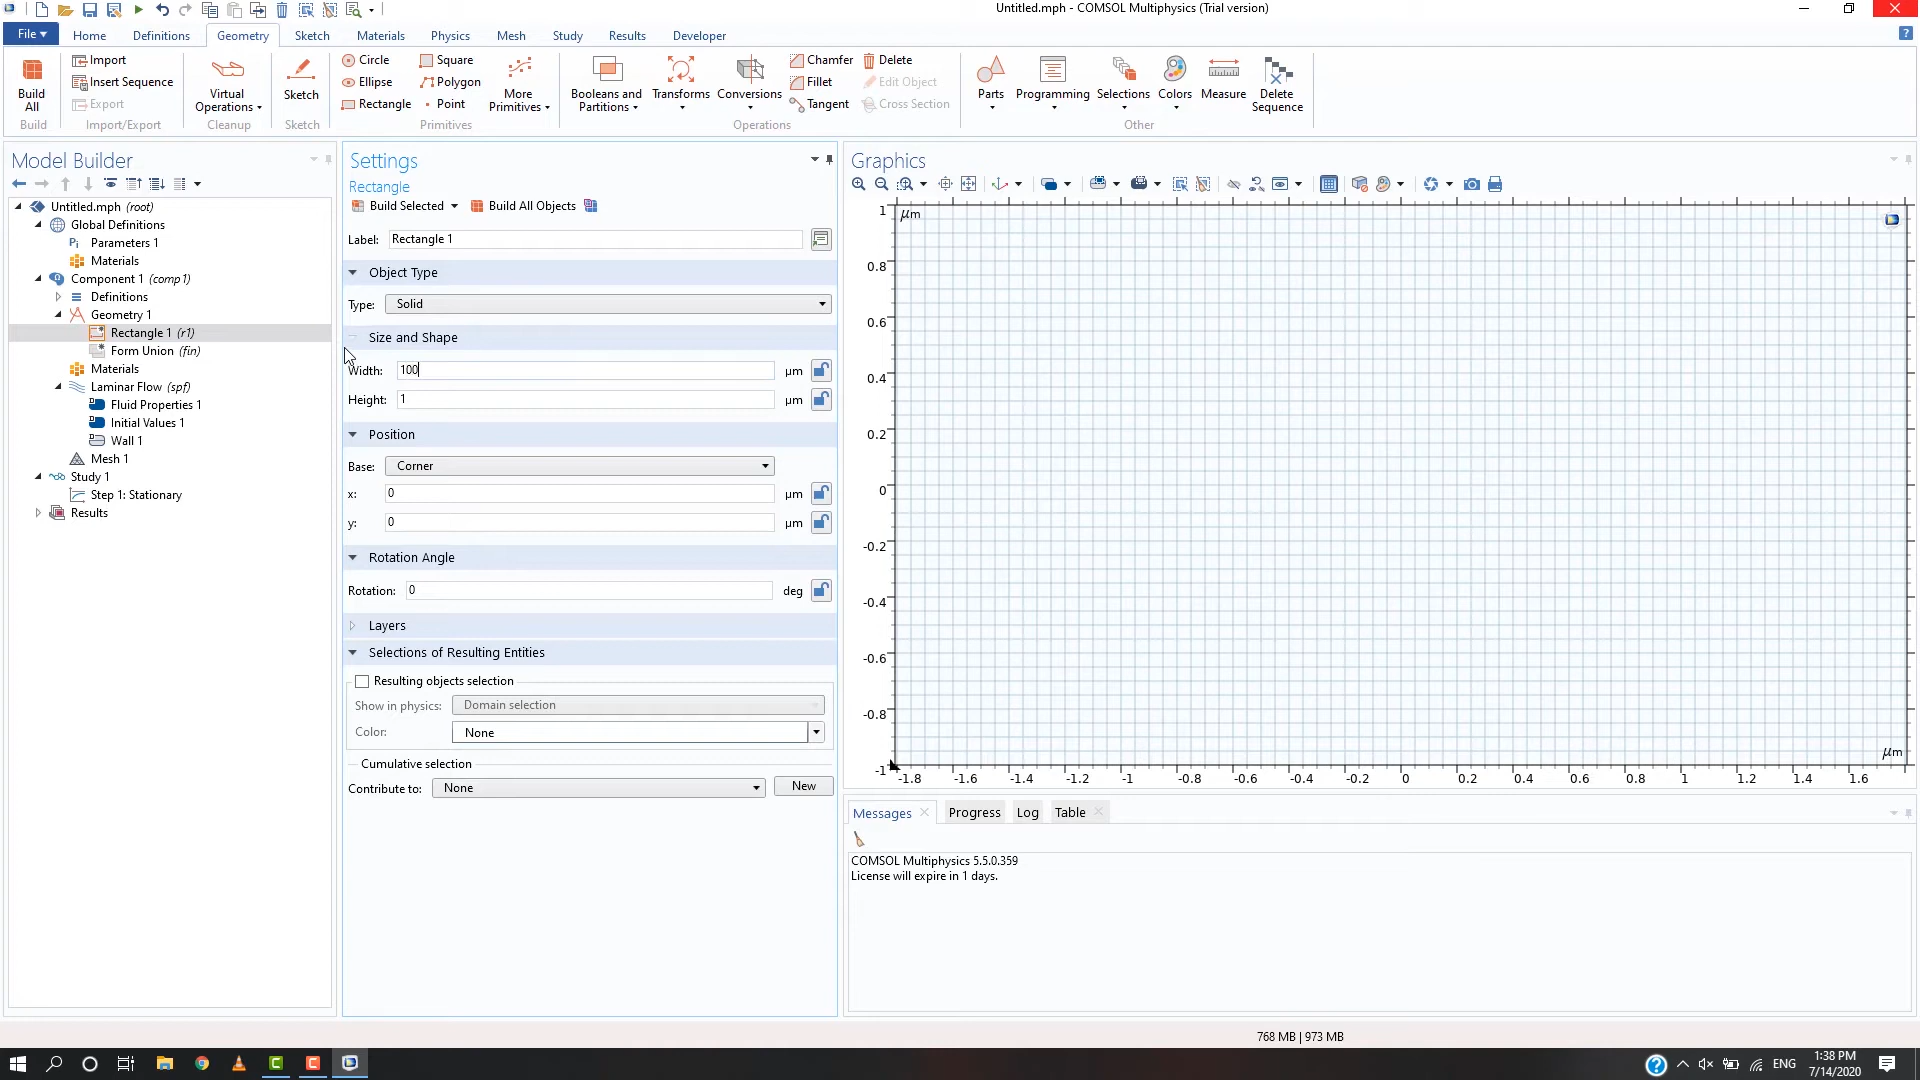 Untitled.mph - COMSOL Multiphysics (Trial version)
File Home Definitions Geometry Sketch Materials Physics Mesh Study Results Developer
Build All
Build
Import
Insert Sequence
Export
Import/Export
Virtual Operations
Cleanup
Sketch
Sketch
Circle Square
Ellipse Polygon
Rectangle Point
More Primitives
Primitives
Booleans and Partitions
Transforms
Conversions
Chamfer Delete
Fillet Edit Object
Tangent Cross Section
Operations
Parts
Programming
Selections
Colors
Measure
Delete Sequence
Other
Model Builder
Untitled.mph (root)
Global Definitions
Pi Parameters 1
Materials
Component 1 (comp1)
Definitions
Geometry 1
Rectangle 1 (r1)
Form Union (fin)
Materials
Laminar Flow (spf)
Fluid Properties 1
Initial Values 1
Wall 1
Mesh 1
Study 1
Step 1: Stationary
Results
Settings
Rectangle
Build Selected Build All Objects
Label: Rectangle 1
Object Type
Type: Solid
Size and Shape
Width: 100 µm
Height: 1 µm
Position
Base: Corner
x: 0 µm
y: 0 µm
Rotation Angle
Rotation: 0 deg
Layers
Selections of Resulting Entities
Resulting objects selection
Show in physics: Domain selection
Color: None
Cumulative selection
Contribute to: None New
Graphics
1 µm
0.8
0.6
0.4
0.2
0
-0.2
-0.4
-0.6
-0.8
µm
-1
-1.8 -1.6 -1.4 -1.2 -1 -0.8 -0.6 -0.4 -0.2 0 0.2 0.4 0.6 0.8 1 1.2 1.4 1.6
Messages Progress Log Table
COMSOL Multiphysics 5.5.0.359
License will expire in 1 days.
768 MB | 973 MB
ENG
1:38 PM
7/14/2020